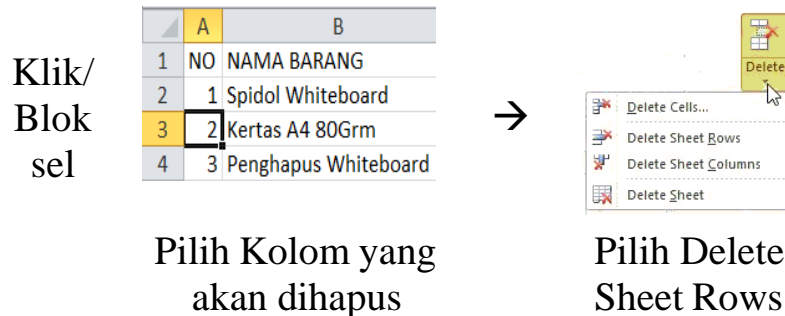 Klik/
Blok
sel
A B
1 NO NAMA BARANG
2 1 Spidol Whiteboard
3 2 Kertas A4 80Grm
4 3 Penghapus Whiteboard
→
Delete
Delete Cells...
Delete Sheet Rows
Delete Sheet Columns
Delete Sheet
Pilih Kolom yang
akan dihapus
Pilih Delete
Sheet Rows